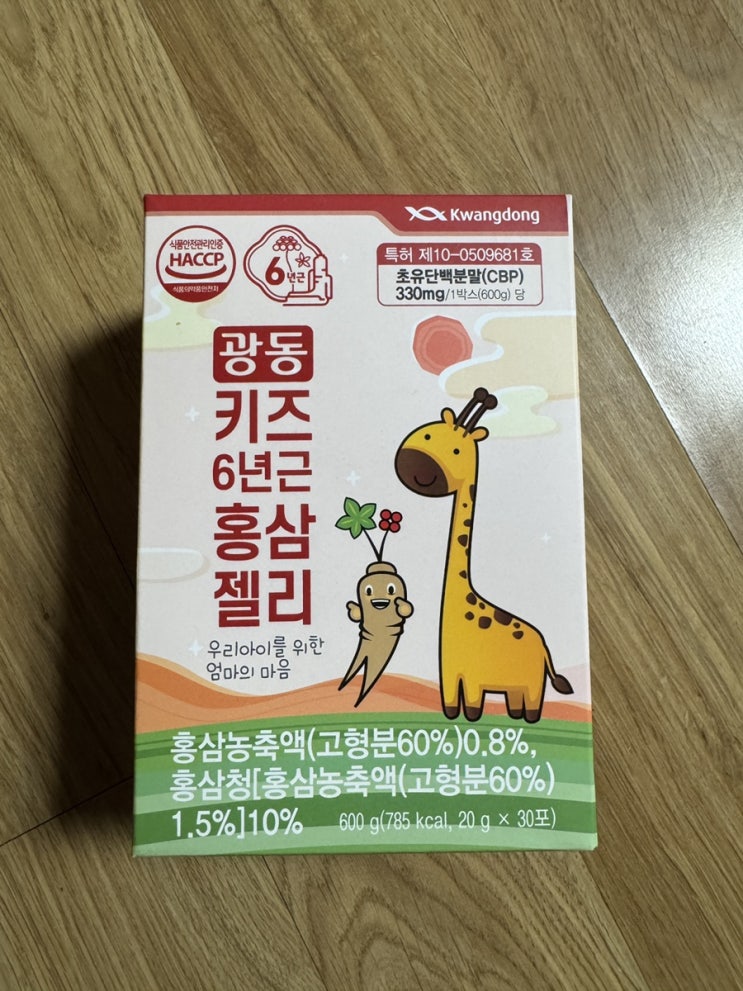 Kwangdong
식품안전관리인증
HACCP
식품의약품안전처
6년근
특허 제10-0509681호
초유단백분말(CBP)
330mg/1박스(600g) 당
광동
키즈
6년근
홍삼
젤리
우리아이를 위한
엄마의 마음
홍삼농축액(고형분60%)0.8%,
홍삼청[홍삼농축액(고형분60%)
1.5%]10% 600 g(785 kcal, 20 g × 30포)